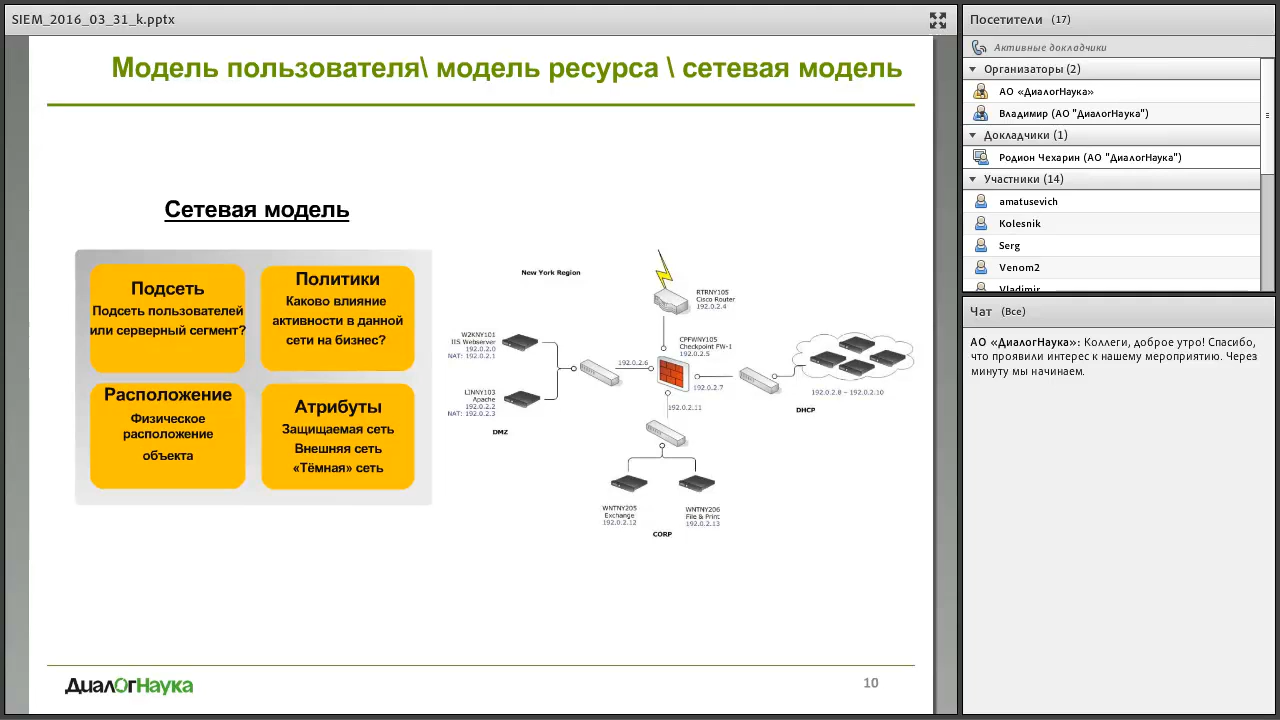 SIEM_2016_03_31_k.pptx
Модель пользователя\ модель ресурса \ сетевая модель
Сетевая модель
Подсеть
Подсеть пользователей
или серверный сегмент?
Политики
Каково влияние
активности в данной
сети на бизнес?
Расположение
Физическое
расположение
объекта
Атрибуты
Защищаемая сеть
Внешняя сеть
«Тёмная» сеть
New York Region
RTRNY105
Cisco Router
192.0.2.4
W2KNY101
IIS Webserver
192.0.2.0
NAT: 192.0.2.1
CPFWNY105
Checkpoint FW-1
192.0.2.5
192.0.2.6
192.0.2.7
LINNY103
Apache
192.0.2.2
NAT: 192.0.2.3
DMZ
192.0.2.8 – 192.0.2.10
DHCP
192.0.2.11
WNTNY205
Exchange
192.0.2.12
WNTNY206
File & Print
192.0.2.13
CORP
ДиалОгНаука
10
Посетители (17)
Активные докладчики
Организаторы (2)
АО «ДиалогНаука»
Владимир (АО "ДиалогНаука")
Докладчики (1)
Родион Чехарин (АО "ДиалогНаука")
Участники (14)
amatusevich
Kolesnik
Serg
Venom2
Vladimir
Чат (Все)
АО «ДиалогНаука»: Коллеги, доброе утро! Спасибо,
что проявили интерес к нашему мероприятию. Через
минуту мы начинаем.